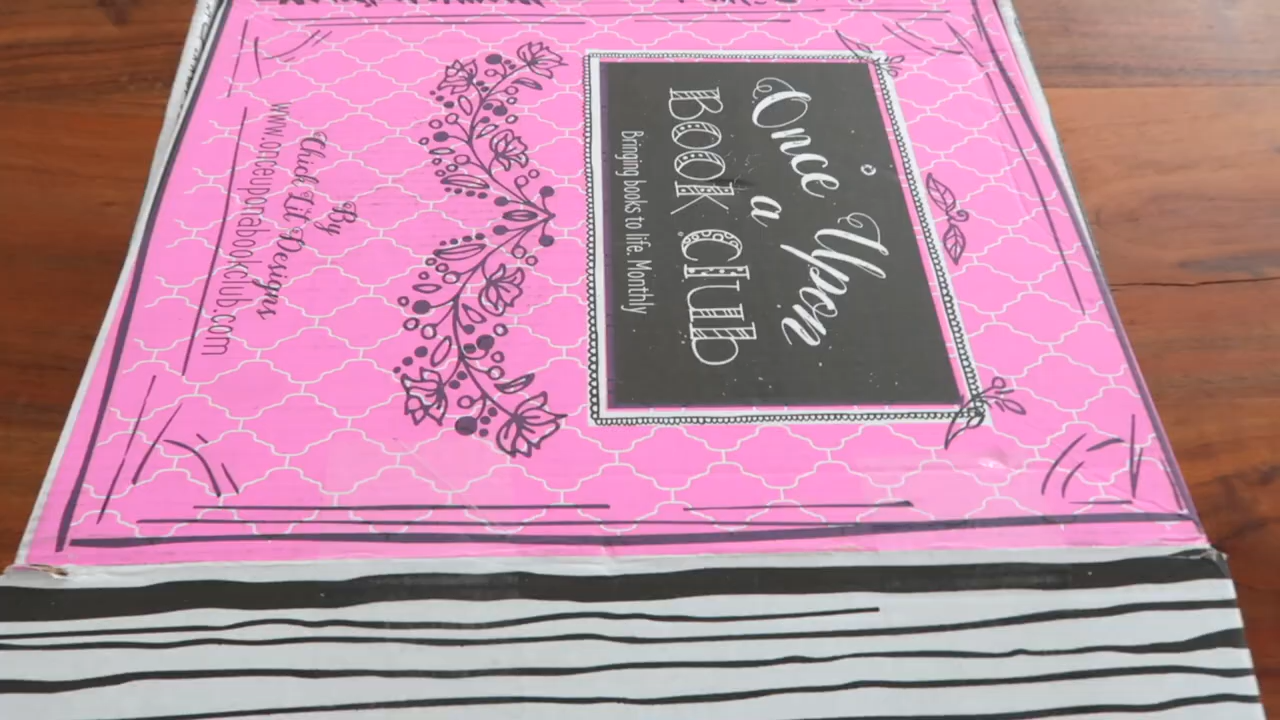 Once Upon
a
Book Club
Bringing books to life. Monthly
By
Chick Lit Designs
www.onceuponabookclub.com